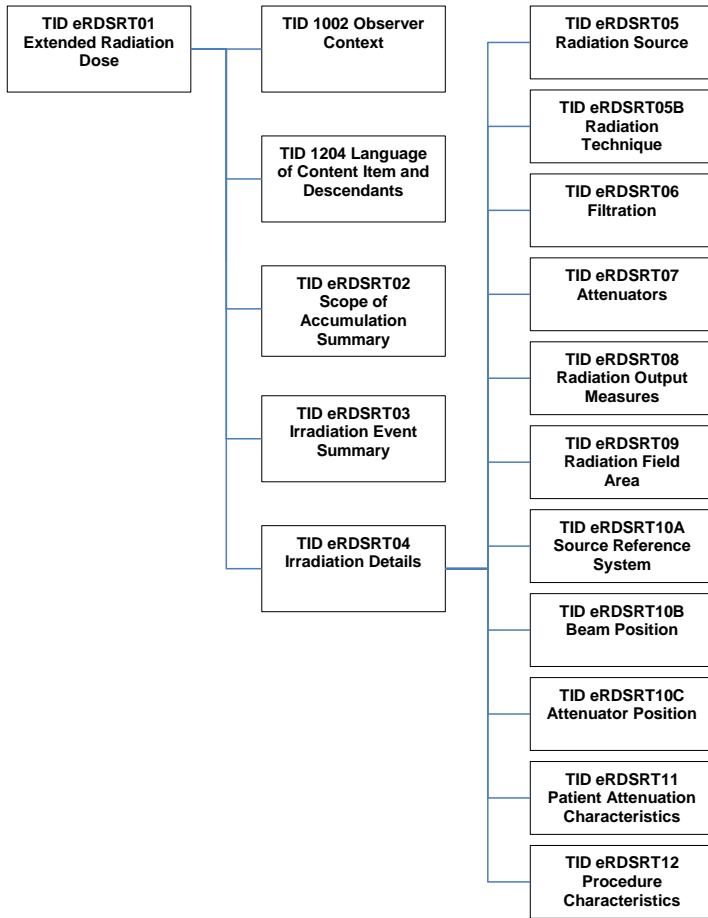 TID eRDSRT01
Extended Radiation
Dose
TID 1002 Observer
Context
TID 1204 Language
of Content Item and
Descendants
TID eRDSRT02
Scope of
Accumulation
Summary
TID eRDSRT03
Irradiation Event
Summary
TID eRDSRT04
Irradiation Details
TID eRDSRT05
Radiation Source
TID eRDSRT05B
Radiation
Technique
TID eRDSRT06
Filtration
TID eRDSRT07
Attenuators
TID eRDSRT08
Radiation Output
Measures
TID eRDSRT09
Radiation Field
Area
TID eRDSRT10A
Source Reference
System
TID eRDSRT10B
Beam Position
TID eRDSRT10C
Attenuator Position
TID eRDSRT11
Patient Attenuation
Characteristics
TID eRDSRT12
Procedure
Characteristics